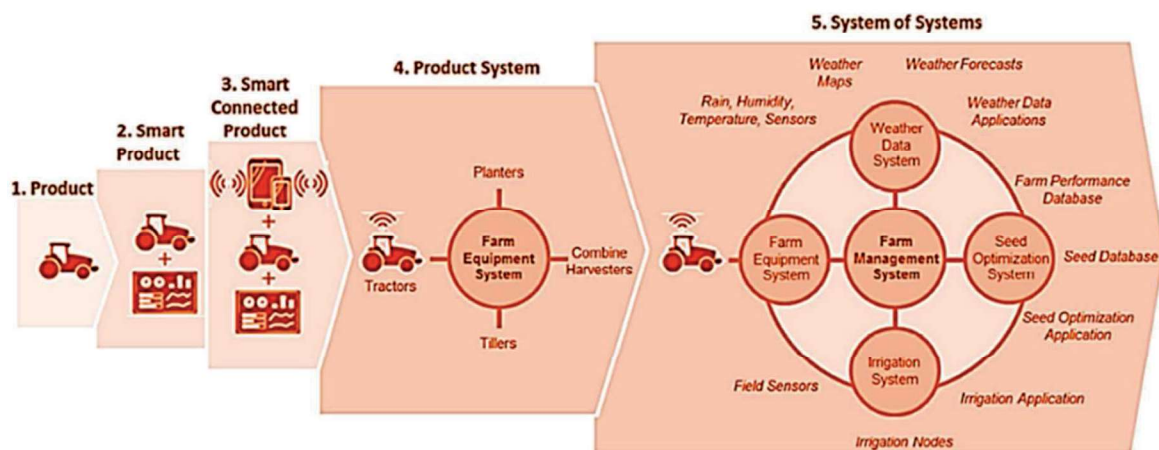 1. Product
2. Smart
Product
3. Smart
Connected
Product
4. Product System
Planters
Tractors
Farm
Equipment
System
Combine
Harvesters
Tillers
5. System of Systems
Weather
Maps
Weather Forecasts
Rain, Humidity,
Temperature, Sensors
Weather Data
Applications
Weather
Data
System
Farm Performance
Database
Farm
Equipment
System
Farm
Management
System
Seed
Optimization
System
Seed Database
Seed Optimization
Application
Irrigation
System
Field Sensors
Irrigation Application
Irrigation Nodes